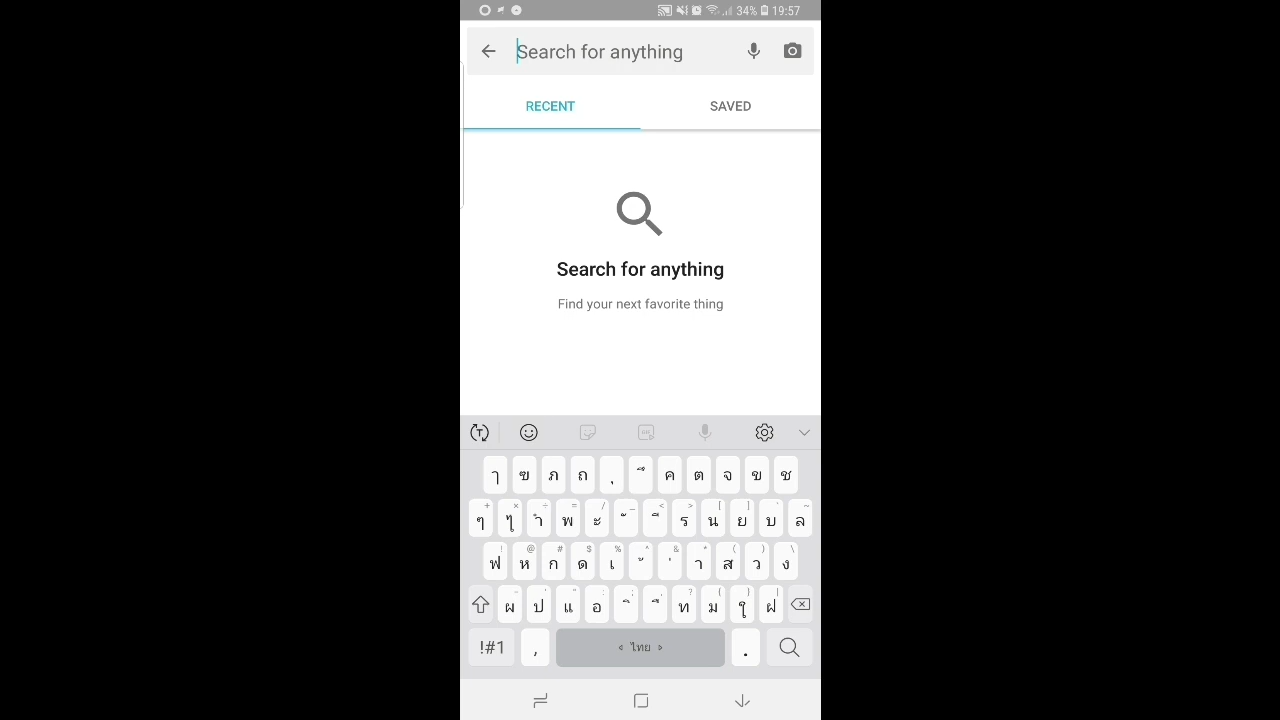 34% 19:57
Search for anything
RECENT SAVED
Search for anything
Find your next favorite thing
ๅ ฃ ภ ถ ุ ึ ค ต จ ข ช
+ × ÷ = / _ < > [ ] ' ~
ๆ ไ ำ พ ะ ั ี ร น ย บ ล
! @ # $ % ^ & * ( ) \
ฟ ห ก ด เ ้ ่ า ส ว ง
- ' " : ; , ? { } |
ผ ป แ อ ิ ื ท ม ใ ฝ
!#1 , ไทย .